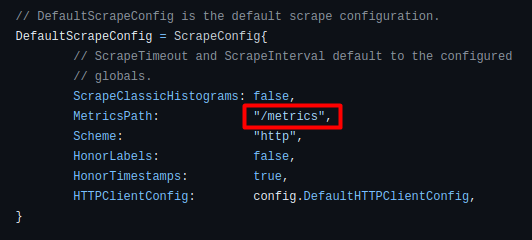 // DefaultScrapeConfig is the default scrape configuration.
DefaultScrapeConfig = ScrapeConfig{
// ScrapeTimeout and ScrapeInterval default to the configured
// globals.
ScrapeClassicHistograms: false,
MetricsPath: "/metrics",
Scheme: "http",
HonorLabels: false,
HonorTimestamps: true,
HTTPClientConfig: config.DefaultHTTPClientConfig,
}